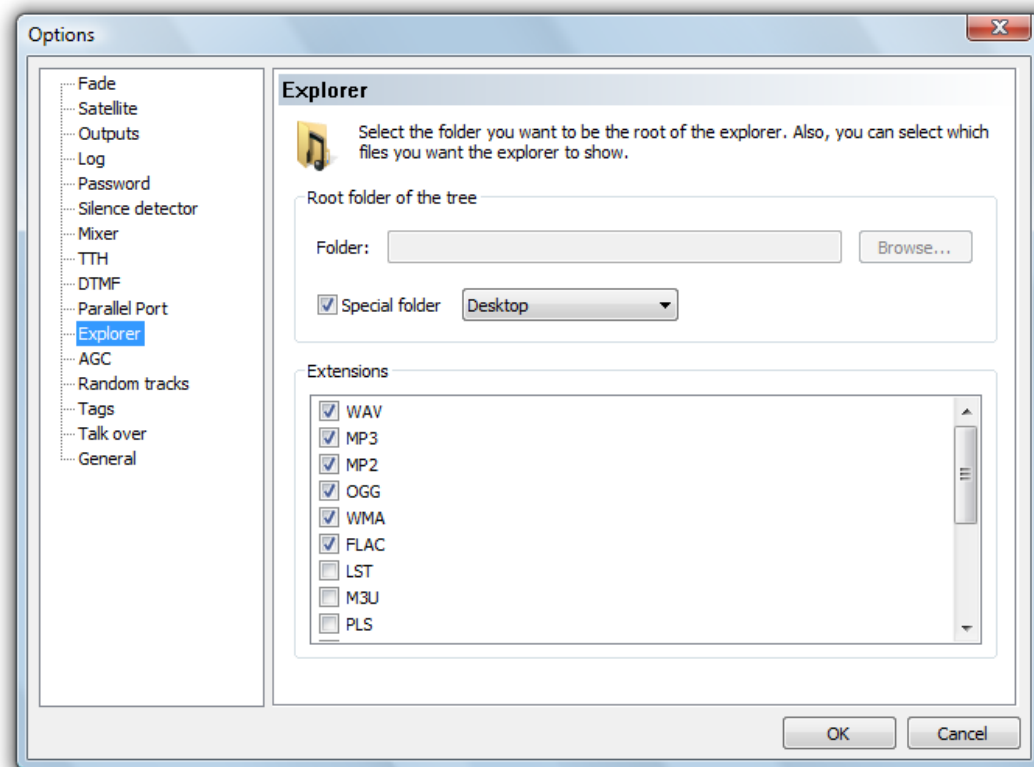 Options
Fade
Satellite
Outputs
Log
Password
Silence detector
Mixer
TTH
DTMF
Parallel Port
Explorer
AGC
Random tracks
Tags
Talk over
General
Explorer
Select the folder you want to be the root of the explorer. Also, you can select which
files you want the explorer to show.
Root folder of the tree
Folder:
Browse...
Special folder
Desktop
Extensions
WAV
MP3
MP2
OGG
WMA
FLAC
LST
M3U
PLS
OK
Cancel